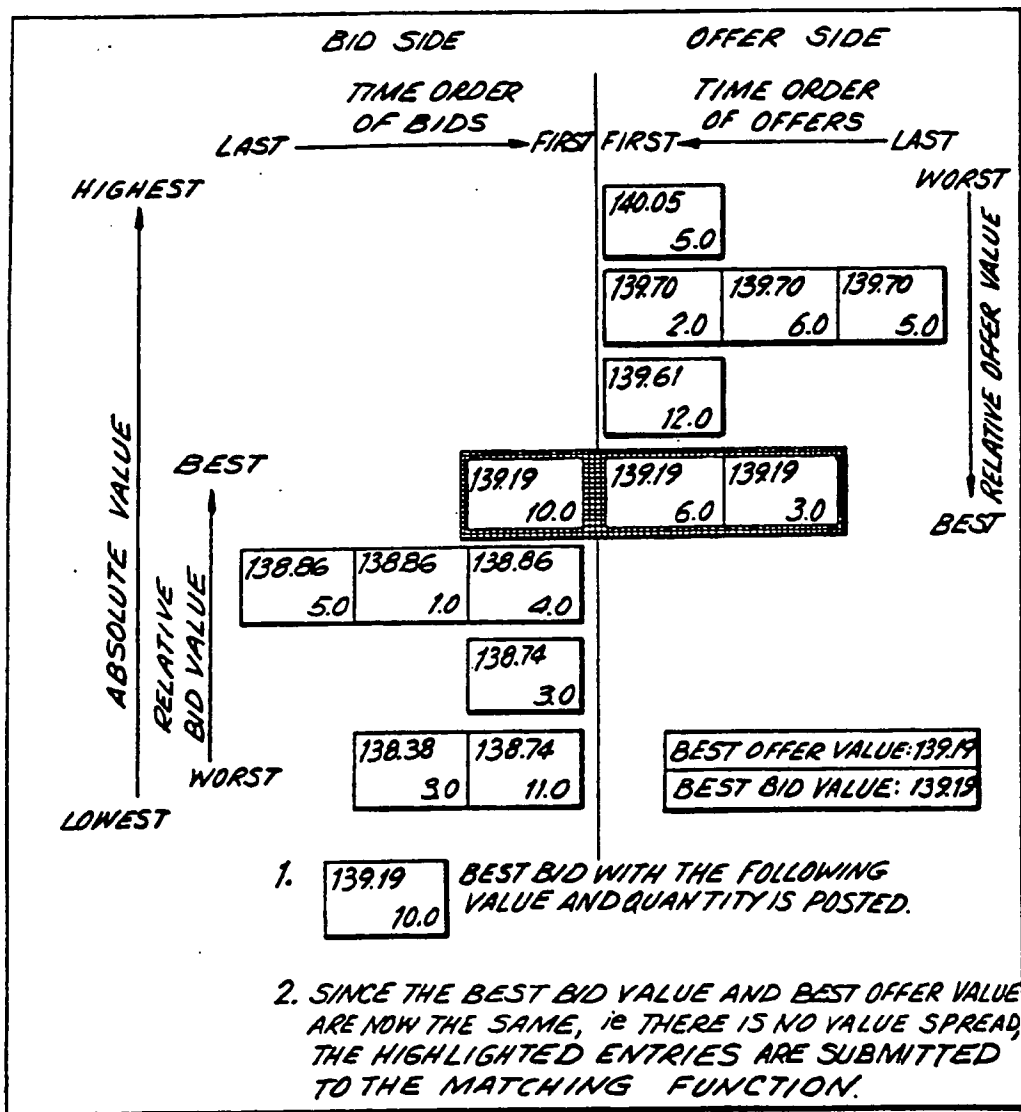 BID SIDE
OFFER SIDE
TIME ORDER
OF BIDS
TIME ORDER
OF OFFERS
LAST
FIRST
FIRST
LAST
HIGHEST
WORST
140.05
5.0
139.70 139.70 139.70
2.0 6.0 5.0
RELATIVE OFFER VALUE
139.61
12.0
ABSOLUTE VALUE
BEST
139.19 139.19 139.19
10.0 6.0 3.0
BEST
138.86 138.86 138.86
5.0 1.0 4.0
RELATIVE
BID VALUE
138.74
3.0
138.38 138.74
3.0 11.0
WORST
LOWEST
BEST OFFER VALUE: 139.19
BEST BID VALUE: 139.19
1.
139.19
10.0
BEST BID WITH THE FOLLOWING
VALUE AND QUANTITY IS POSTED.
2. SINCE THE BEST BID VALUE AND BEST OFFER VALUE
ARE NOW THE SAME, ie THERE IS NO VALUE SPREAD,
THE HIGHLIGHTED ENTRIES ARE SUBMITTED
TO THE MATCHING FUNCTION.